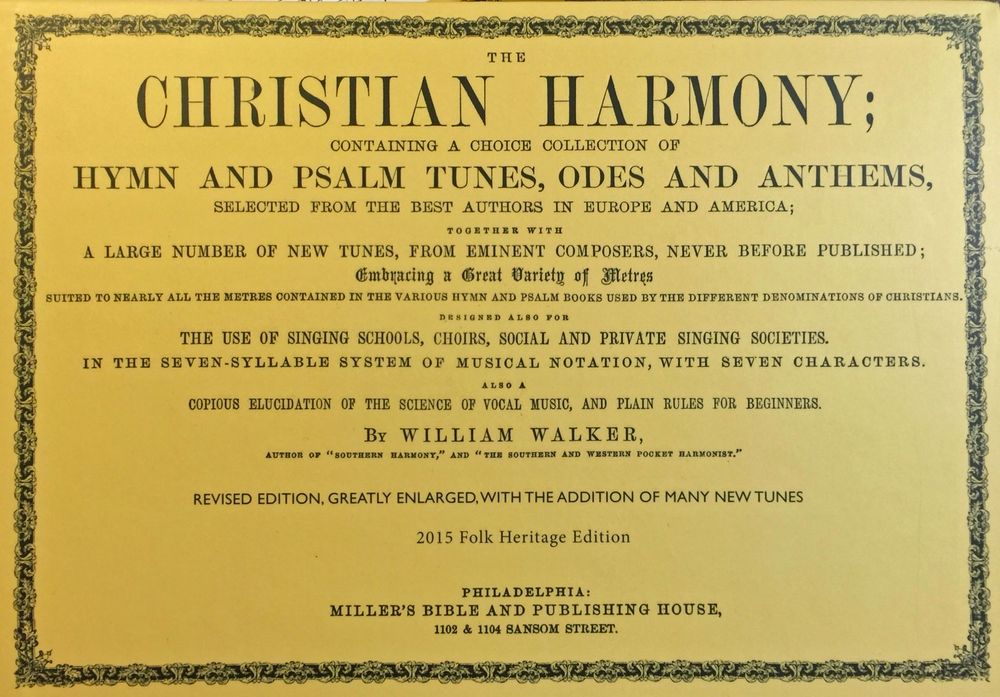 THE
CHRISTIAN HARMONY;
CONTAINING A CHOICE COLLECTION OF
HYMN AND PSALM TUNES, ODES AND ANTHEMS,
SELECTED FROM THE BEST AUTHORS IN EUROPE AND AMERICA;
TOGETHER WITH
A LARGE NUMBER OF NEW TUNES, FROM EMINENT COMPOSERS, NEVER BEFORE PUBLISHED;
Embracing a Great Variety of Metres
SUITED TO NEARLY ALL THE METRES CONTAINED IN THE VARIOUS HYMN AND PSALM BOOKS USED BY THE DIFFERENT DENOMINATIONS OF CHRISTIANS.
DESIGNED ALSO FOR
THE USE OF SINGING SCHOOLS, CHOIRS, SOCIAL AND PRIVATE SINGING SOCIETIES.
IN THE SEVEN-SYLLABLE SYSTEM OF MUSICAL NOTATION, WITH SEVEN CHARACTERS.
ALSO A
COPIOUS ELUCIDATION OF THE SCIENCE OF VOCAL MUSIC, AND PLAIN RULES FOR BEGINNERS.
By WILLIAM WALKER,
AUTHOR OF "SOUTHERN HARMONY," AND "THE SOUTHERN AND WESTERN POCKET HARMONIST."
REVISED EDITION, GREATLY ENLARGED, WITH THE ADDITION OF MANY NEW TUNES
2015 Folk Heritage Edition
PHILADELPHIA:
MILLER'S BIBLE AND PUBLISHING HOUSE,
1102 & 1104 SANSOM STREET.